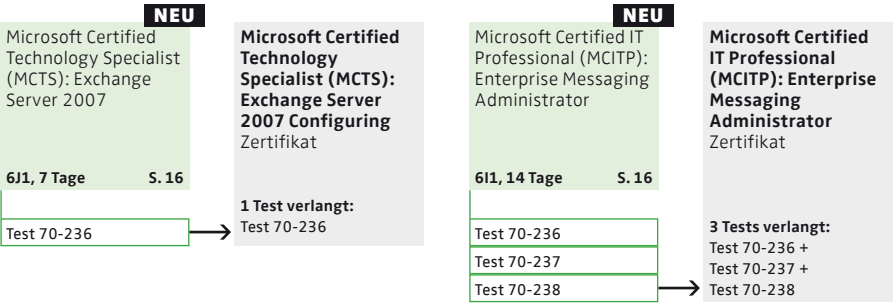 NEU
Microsoft Certified
Technology Specialist
(MCTS): Exchange
Server 2007
6J1, 7 Tage S. 16
Test 70-236
Microsoft Certified
Technology
Specialist (MCTS):
Exchange Server
2007 Configuring
Zertifikat
1 Test verlangt:
Test 70-236
NEU
Microsoft Certified IT
Professional (MCITP):
Enterprise Messaging
Administrator
6I1, 14 Tage S. 16
Test 70-236
Test 70-237
Test 70-238
Microsoft Certified
IT Professional
(MCITP): Enterprise
Messaging
Administrator
Zertifikat
3 Tests verlangt:
Test 70-236 +
Test 70-237 +
Test 70-238